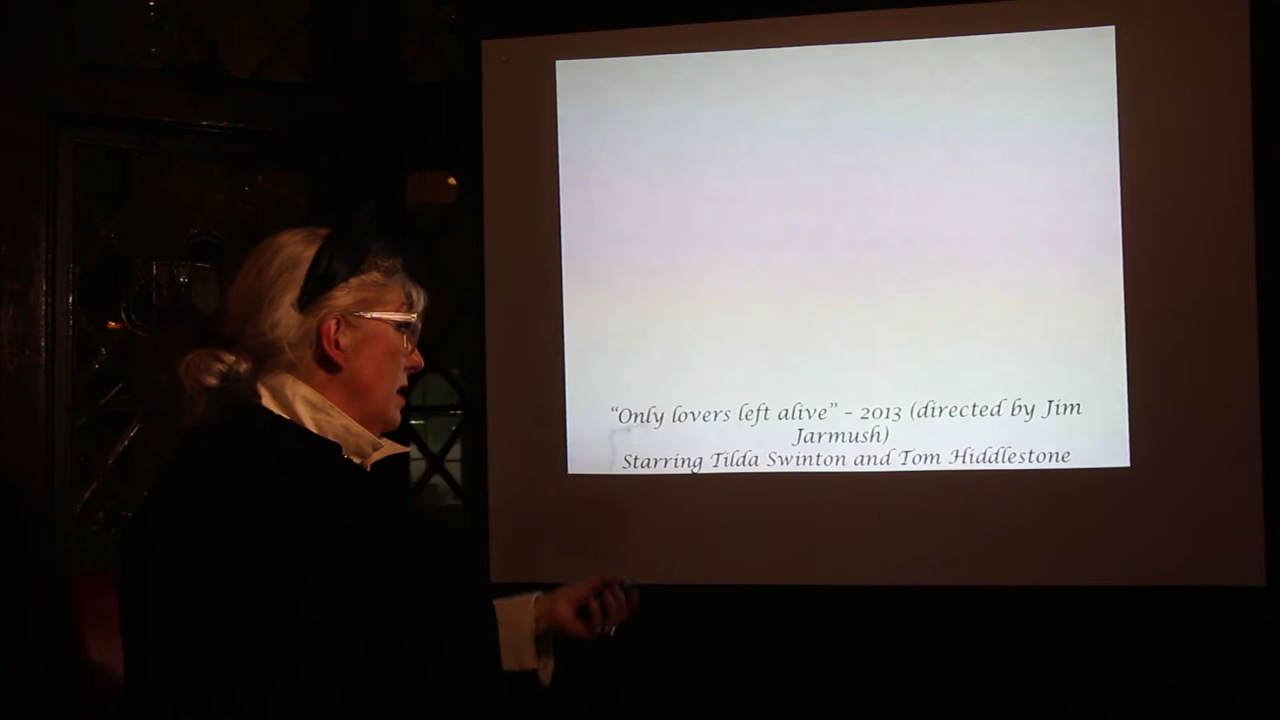 “Only lovers left alive” – 2013 (directed by Jim
Jarmush)
Starring Tilda Swinton and Tom Hiddlestone